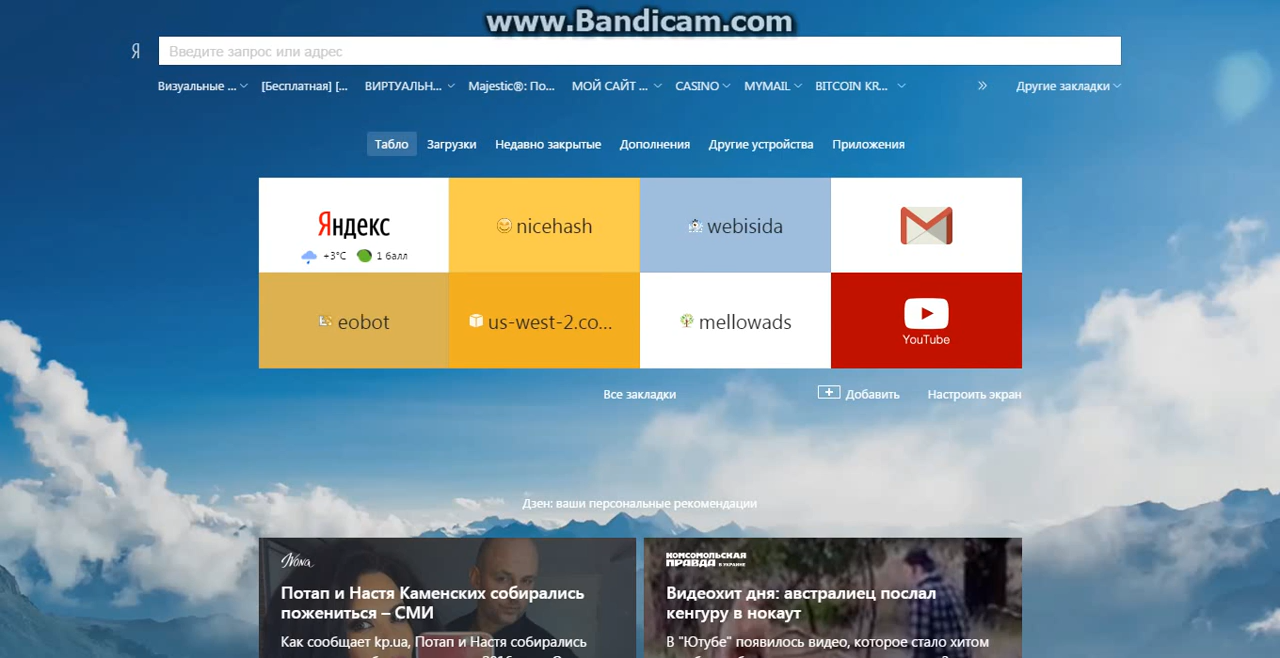 www.Bandicam.com
Я
Введите запрос или адрес
Визуальные ... [Бесплатная] [... ВИРТУАЛЬН... Majestic®: По... МОЙ САЙТ ... CASINO MYMAIL BITCOIN KR... » Другие закладки
Табло Загрузки Недавно закрытые Дополнения Другие устройства Приложения
Яндекс
+3°C 1 балл
nicehash
webisida
eobot
us-west-2.co...
mellowads
YouTube
Все закладки Добавить Настроить экран
Дзен: ваши персональные рекомендации
Nona
Потап и Настя Каменских собирались
пожениться – СМИ
Как сообщает kp.ua, Потап и Настя собирались
КОМСОМОЛЬСКАЯ
ПРАВДА В УКРАИНЕ
Видеохит дня: австралиец послал
кенгуру в нокаут
В "Ютубе" появилось видео, которое стало хитом